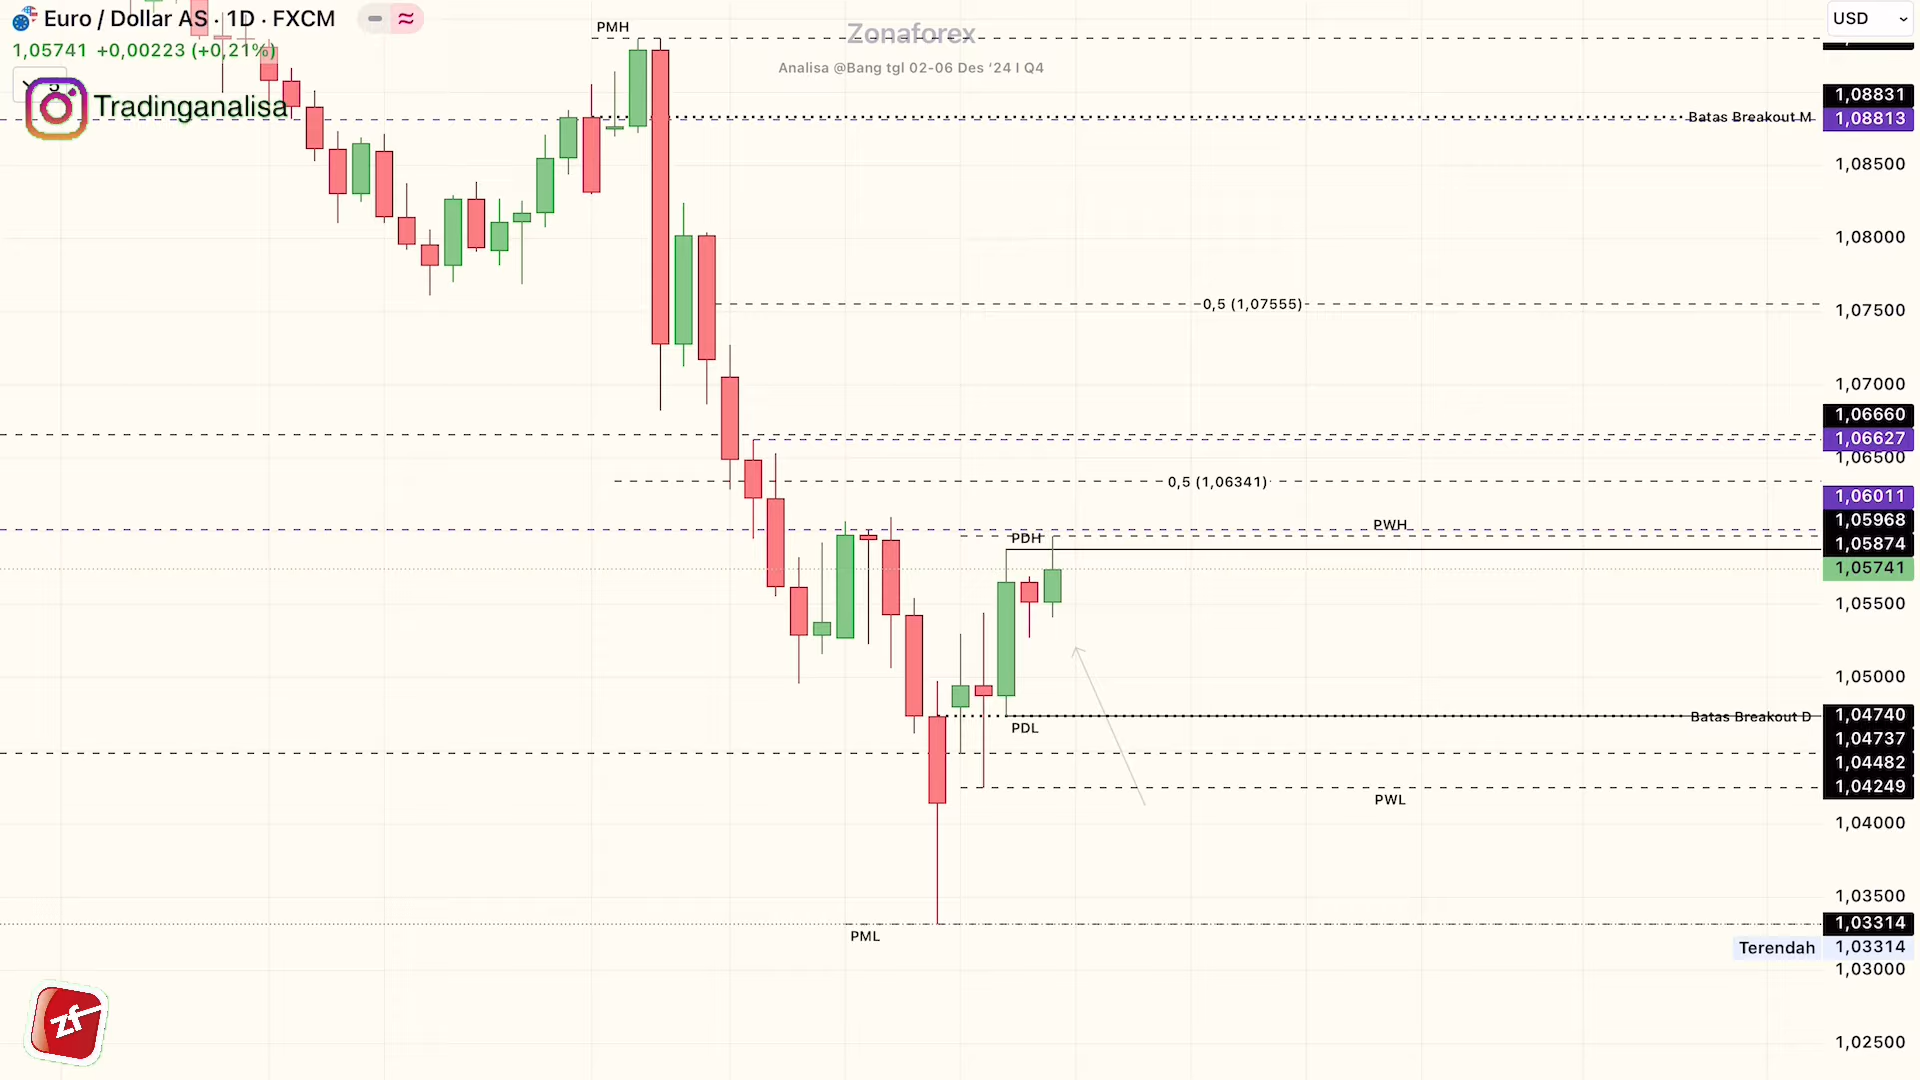 Euro / Dollar AS · 1D · FXCM
1,05741 +0,00223 (+0,21%)
5
Tradinganalisa
PMH
Zonaforex
Analisa @Bang tgl 02-06 Des ‘24 I Q4
USD
1,08831
Batas Breakout M
1,08813
1,08500
1,08000
0,5 (1,07555)
1,07500
1,07000
1,06660
1,06627
1,06500
0,5 (1,06341)
1,06011
PWH
1,05968
PDH
1,05874
1,05741
1,05500
1,05000
Batas Breakout D
1,04740
PDL
1,04737
1,04482
1,04249
PWL
1,04000
1,03500
1,03314
PML
Terendah 1,03314
1,03000
zf
1,02500